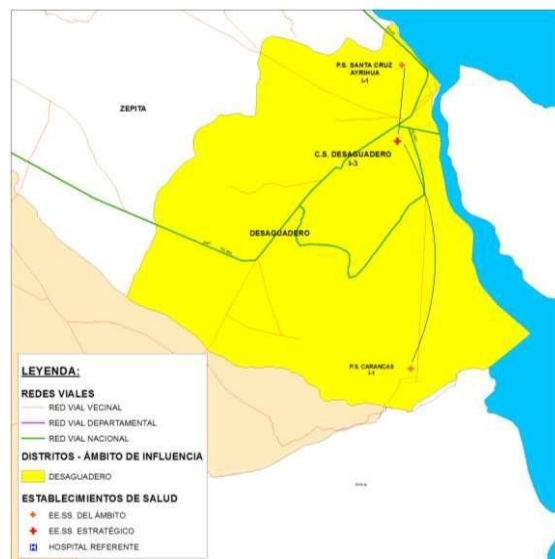 P.S. SANTA CRUZ
AYRIHUA
I-1
ZEPITA
C.S. DESAGUADERO
I-3
DESAGUADERO
P.S. CARANCAS
I-1
LEYENDA:
REDES VIALES
RED VIAL VECINAL
RED VIAL DEPARTAMENTAL
RED VIAL NACIONAL
DISTRITOS - ÁMBITO DE INFLUENCIA
DESAGUADERO
ESTABLECIMIENTOS DE SALUD
EE.SS. DEL ÁMBITO
EE.SS. ESTRATÉGICO
H HOSPITAL REFERENTE